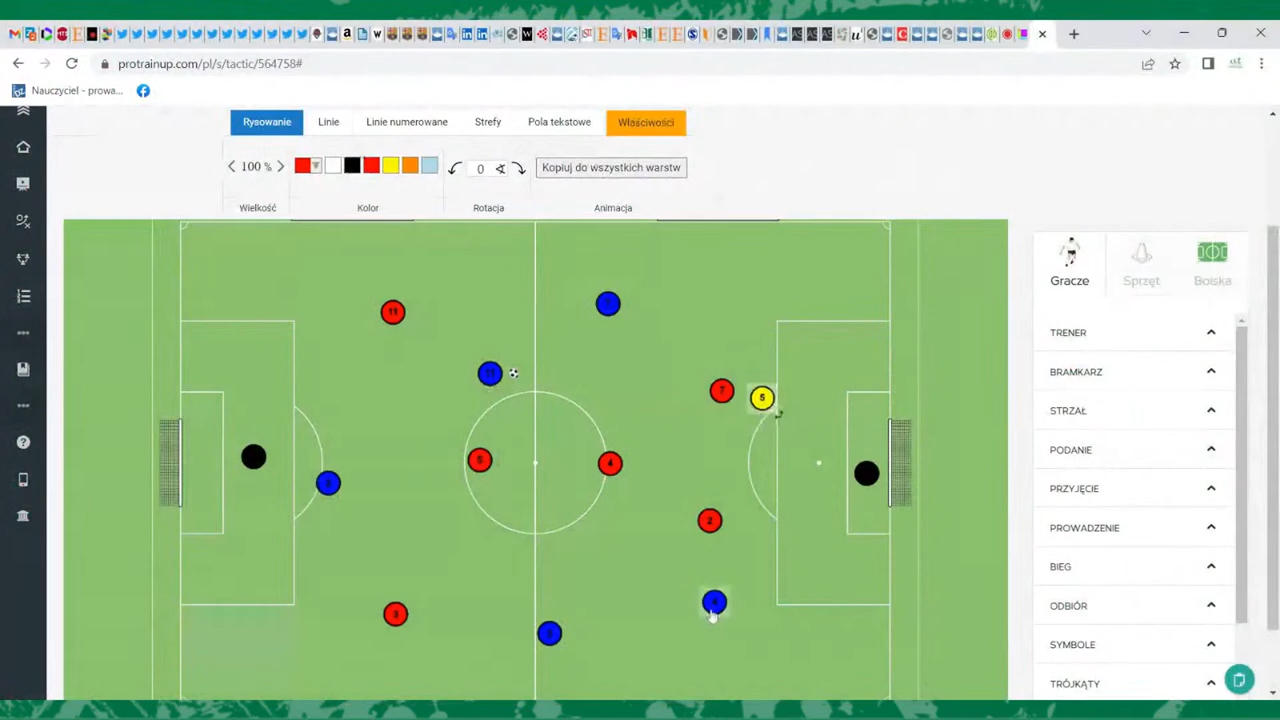 protrainup.com/pl/s/tactic/564758#
Nauczyciel - prowa...
Rysowanie
Linie
Linie numerowane
Strefy
Pola tekstowe
Właściwości
100 %
0
Kopiuj do wszystkich warstw
Wielkość
Kolor
Rotacja
Animacja
Gracze
Sprzęt
Boiska
TRENER
BRAMKARZ
STRZAŁ
PODANIE
PRZYJĘCIE
PROWADZENIE
BIEG
ODBIÓR
SYMBOLE
TRÓJKĄTY
11
7
5
4
2
3